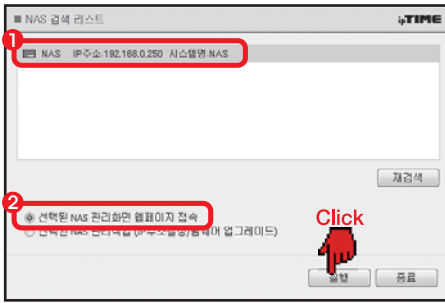 ■ NAS 검색 리스트
ipTIME
1
NAS IP주소:192.168.0.250 시스템명:NAS
재검색
2
선택된 NAS 관리화면 웹페이지 접속
선택된 NAS 관리작업 (IP주소설정/펌웨어 업그레이드)
Click
실행
종료